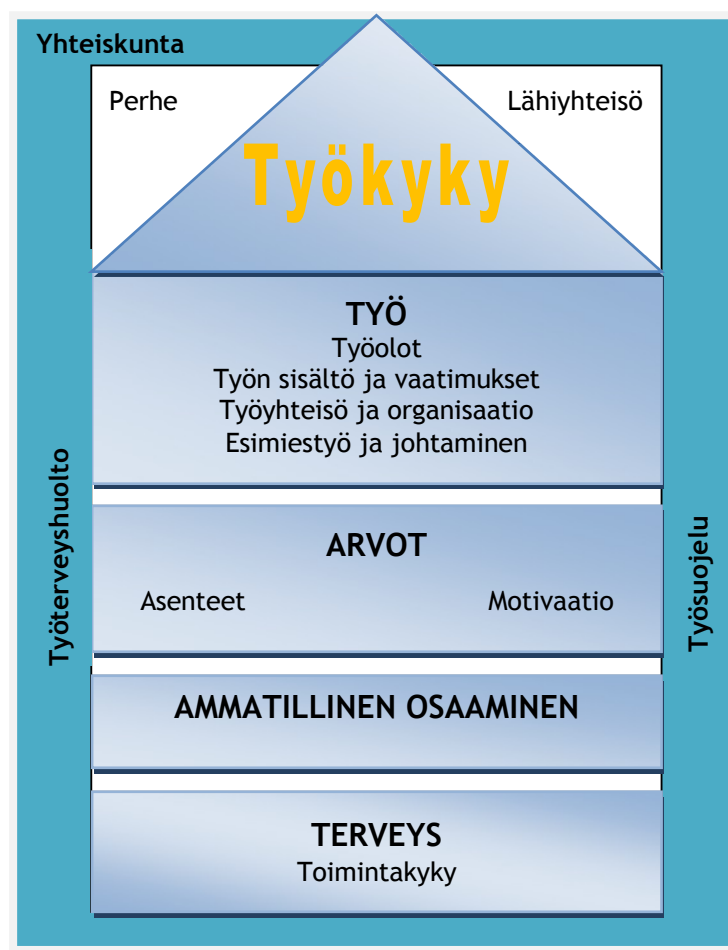 Yhteiskunta
Perhe
Lähiyhteisö
Työkyky
TYÖ
Työolot
Työn sisältö ja vaatimukset
Työyhteisö ja organisaatio
Esimiestyö ja johtaminen
Työterveyshuolto
Työsuojelu
ARVOT
Asenteet
Motivaatio
AMMATILLINEN OSAAMINEN
TERVEYS
Toimintakyky